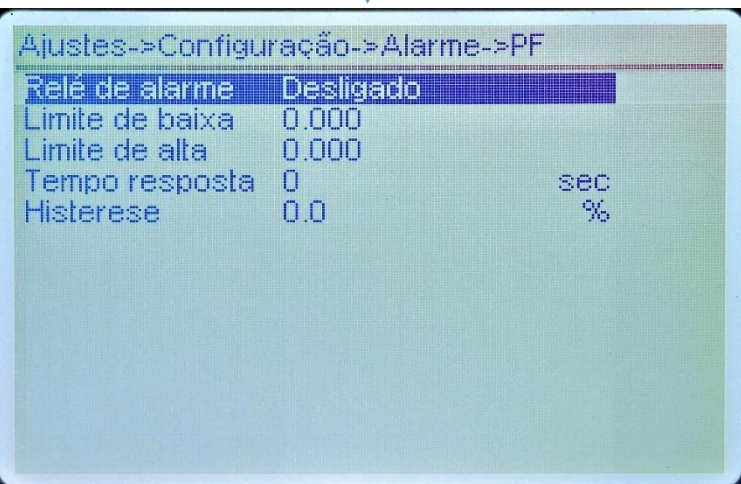 Ajustes->Configuração->Alarme->PF
Relé de alarme Desligado
Limite de baixa 0.000
Limite de alta 0.000
Tempo resposta 0 sec
Histerese 0.0 %